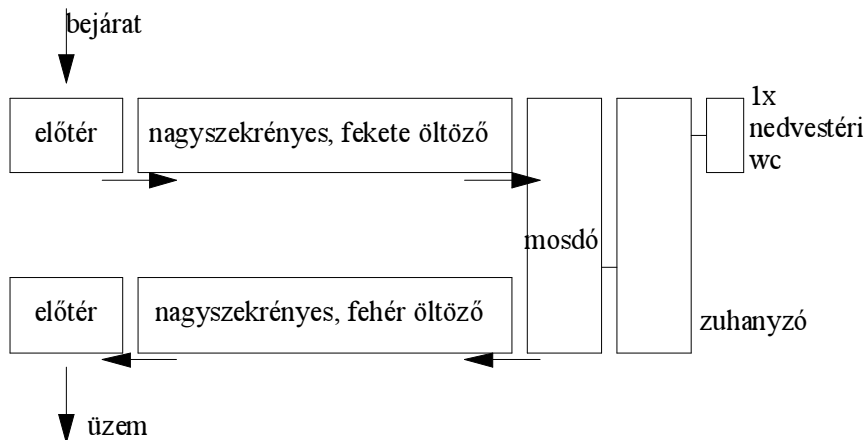 bejárat
előtér
nagyszekrényes, fekete öltöző
1x
nedvestéri
wc
mosdó
előtér
nagyszekrényes, fehér öltöző
zuhanyzó
üzem